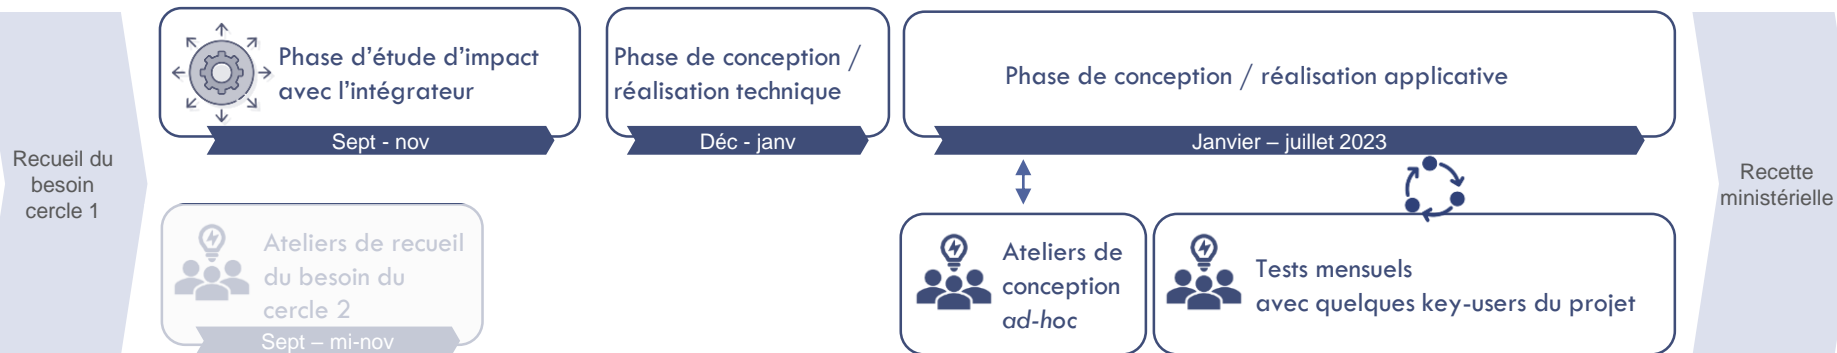 Recueil du
besoin
cercle 1
Phase d'étude d'impact
avec l'intégrateur
Sept - nov
Phase de conception /
réalisation technique
Déc - janv
Phase de conception / réalisation applicative
Janvier – juillet 2023
Ateliers de recueil
du besoin du
cercle 2
Sept – mi-nov
Ateliers de
conception
ad-hoc
Tests mensuels
avec quelques key-users du projet
Recette
ministérielle